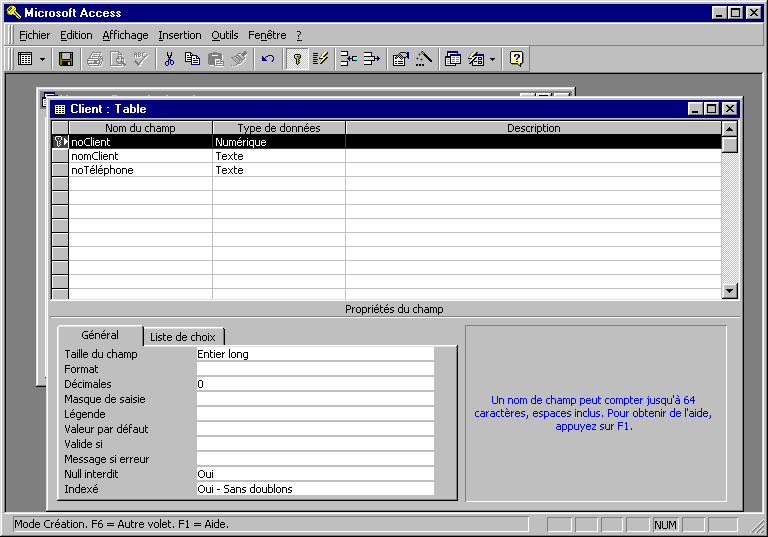 Microsoft Access
Fichier Edition Affichage Insertion Outils Fenêtre ?
Client : Table
Nom du champ Type de données Description
noClient Numérique
nomClient Texte
noTéléphone Texte
Propriétés du champ
Général Liste de choix
Taille du champ Entier long
Format
Décimales 0
Masque de saisie
Légende
Valeur par défaut
Valide si
Message si erreur
Null interdit Oui
Indexé Oui - Sans doublons
Un nom de champ peut compter jusqu'à 64
caractères, espaces inclus. Pour obtenir de l'aide,
appuyez sur F1.
Mode Création. F6 = Autre volet. F1 = Aide. NUM